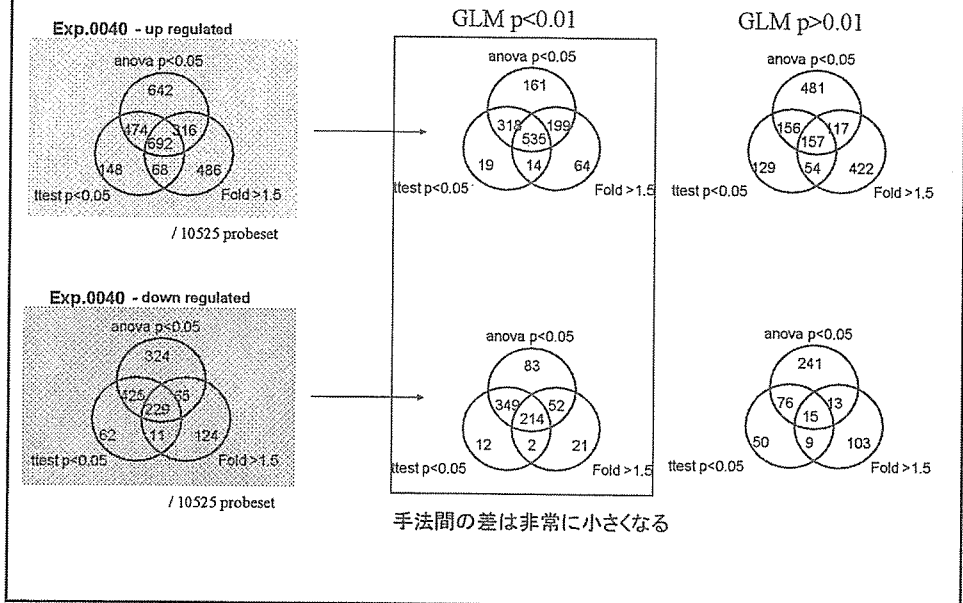 GLM p<0.01
GLM p>0.01
Exp.0040 - up regulated
anova p<0.05
642
474
316
692
148
68
486
ttest p<0.05
Fold >1.5
/ 10525 probeset
anova p<0.05
161
318
199
535
19
14
64
ttest p<0.05
Fold >1.5
anova p<0.05
481
156
117
157
129
54
422
ttest p<0.05
Fold >1.5
Exp.0040 - down regulated
anova p<0.05
324
425
65
229
62
11
124
ttest p<0.05
Fold >1.5
/ 10525 probeset
anova p<0.05
83
349
52
214
12
2
21
ttest p<0.05
Fold >1.5
anova p<0.05
241
76
13
15
50
9
103
ttest p<0.05
Fold >1.5
手法間の差は非常に小さくなる